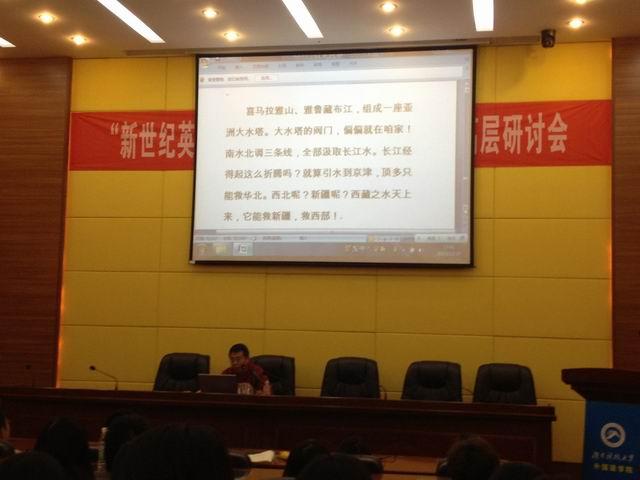 喜马拉雅山、雅鲁藏布江，组成一座亚
洲大水塔。大水塔的阀门，偏偏就在咱家！
南水北调三条线，全部汲取长江水。长江经
得起这么折腾吗？就算引水到京津，顶多只
能救华北。西北呢？新疆呢？西藏之水天上
来，它能救新疆，救西部！.
“新世纪英
层研讨会
外国语学院